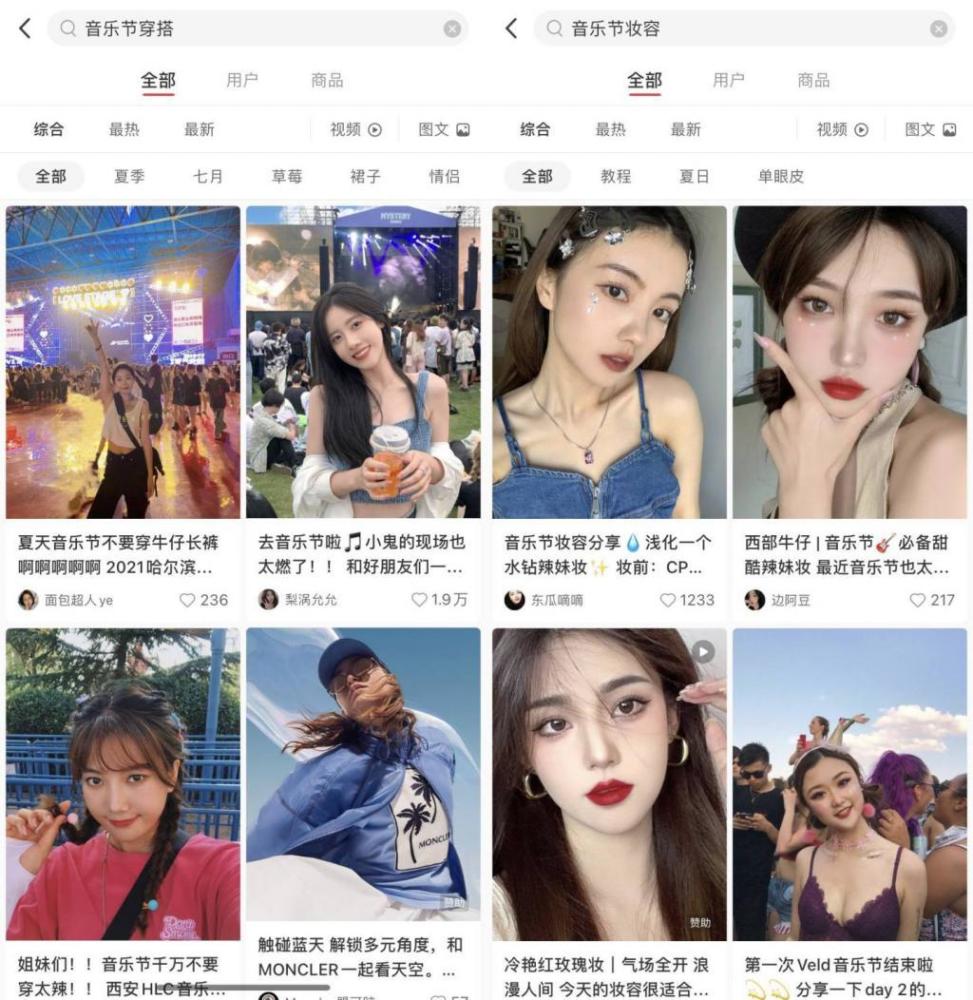 音乐节穿搭
全部 用户 商品
综合 最热 最新 视频 图文
全部 夏季 七月 草莓 裙子 情侣
MYSTERY
夏天音乐节不要穿牛仔长裤
啊啊啊啊啊 2021哈尔滨...
面包超人ye 236
去音乐节啦🎵小鬼的现场也
太燃了！！ 和好朋友们一...
梨涡允允 1.9万
MONCLER
赞助
姐妹们！！音乐节千万不要
穿太辣！！西安HLC音乐...
触碰蓝天 解锁多元角度，和
MONCLER一起看天空。...
57
音乐节妆容
全部 用户 商品
综合 最热 最新 视频 图文
全部 教程 夏日 单眼皮
音乐节妆容分享💧浅化一个
水钻辣妹妆✨ 妆前：CP...
东瓜嘀嘀 1233
西部牛仔 | 音乐节🎸必备甜
酷辣妹妆 最近音乐节也太...
边阿豆 217
赞助
冷艳红玫瑰妆｜气场全开 浪
漫人间 今天的妆容很适合...
第一次Veld音乐节结束啦
💫💫 分享一下day 2的...